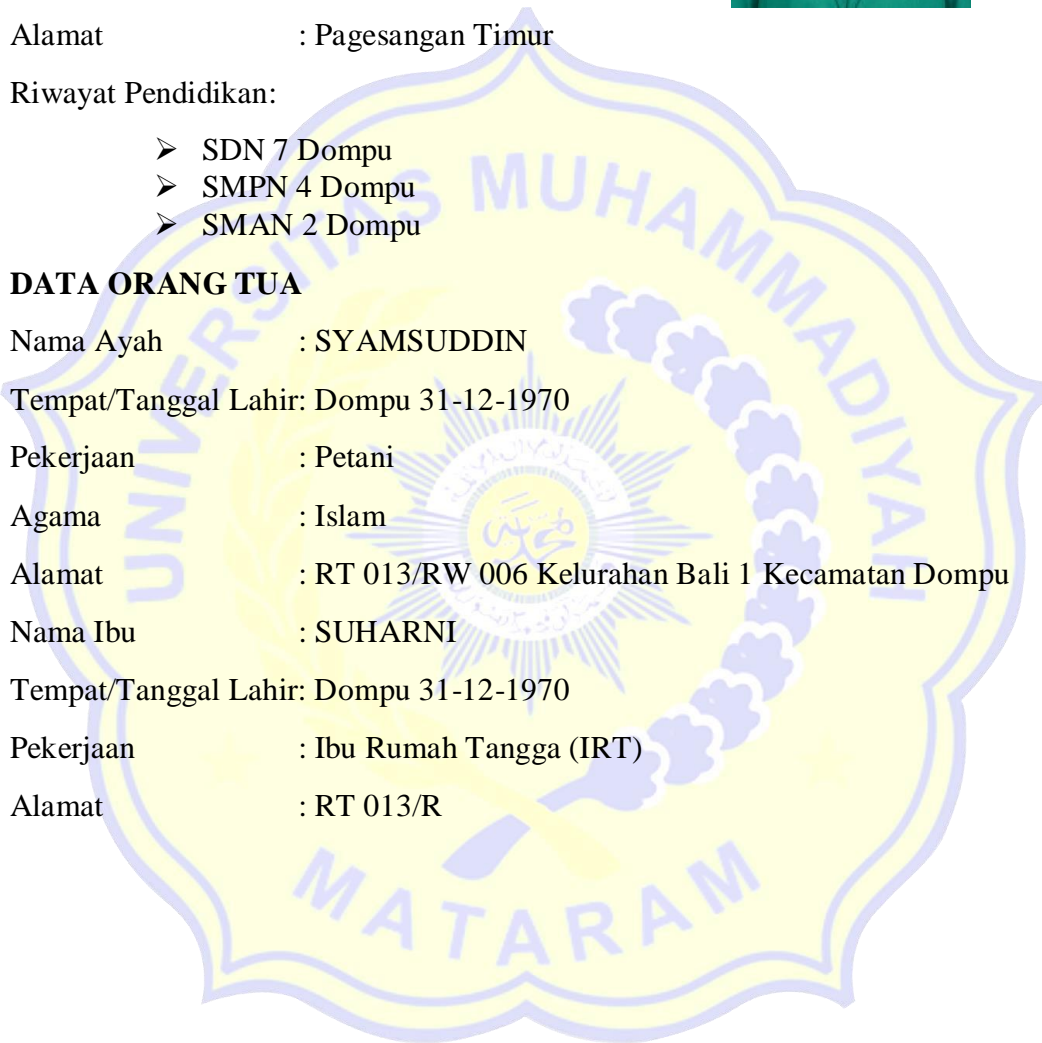 Alamat : Pagesangan Timur
Riwayat Pendidikan:
➢ SDN 7 Dompu
➢ SMPN 4 Dompu
➢ SMAN 2 Dompu
DATA ORANG TUA
Nama Ayah : SYAMSUDDIN
Tempat/Tanggal Lahir: Dompu 31-12-1970
Pekerjaan : Petani
Agama : Islam
Alamat : RT 013/RW 006 Kelurahan Bali 1 Kecamatan Dompu
Nama Ibu : SUHARNI
Tempat/Tanggal Lahir: Dompu 31-12-1970
Pekerjaan : Ibu Rumah Tangga (IRT)
Alamat : RT 013/R
UNIVERSITAS MUHAMMADIYAH
MATARAM